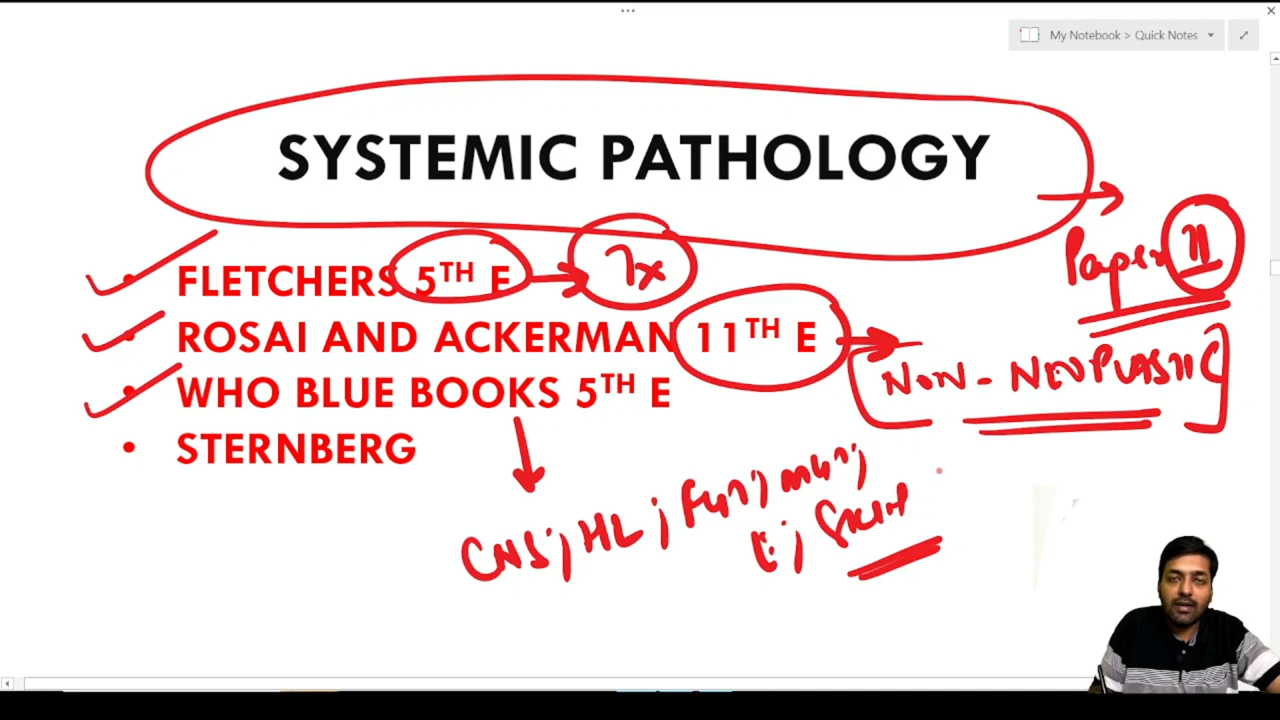 My Notebook > Quick Notes
SYSTEMIC PATHOLOGY
Paper II
• FLETCHERS 5TH E → Tx
• ROSAI AND ACKERMAN 11TH E →
NON-NEOPLASTIC
• WHO BLUE BOOKS 5TH E
• STERNBERG
CNS; HL;